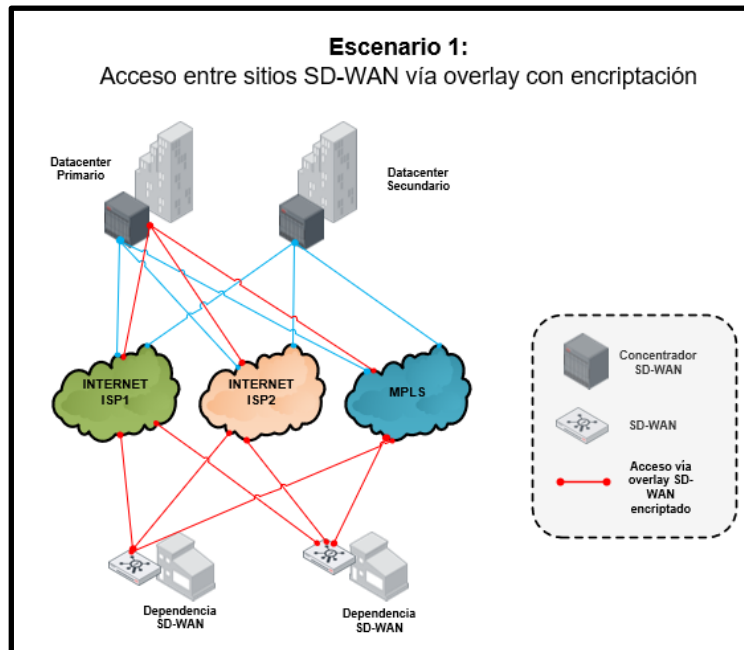 Escenario 1:
Acceso entre sitios SD-WAN vía overlay con encriptación
Datacenter
Primario
Datacenter
Secundario
INTERNET
ISP1
INTERNET
ISP2
MPLS
Concentrador
SD-WAN
SD-WAN
Acceso vía
overlay SD-
WAN
encriptado
Dependencia
SD-WAN
Dependencia
SD-WAN